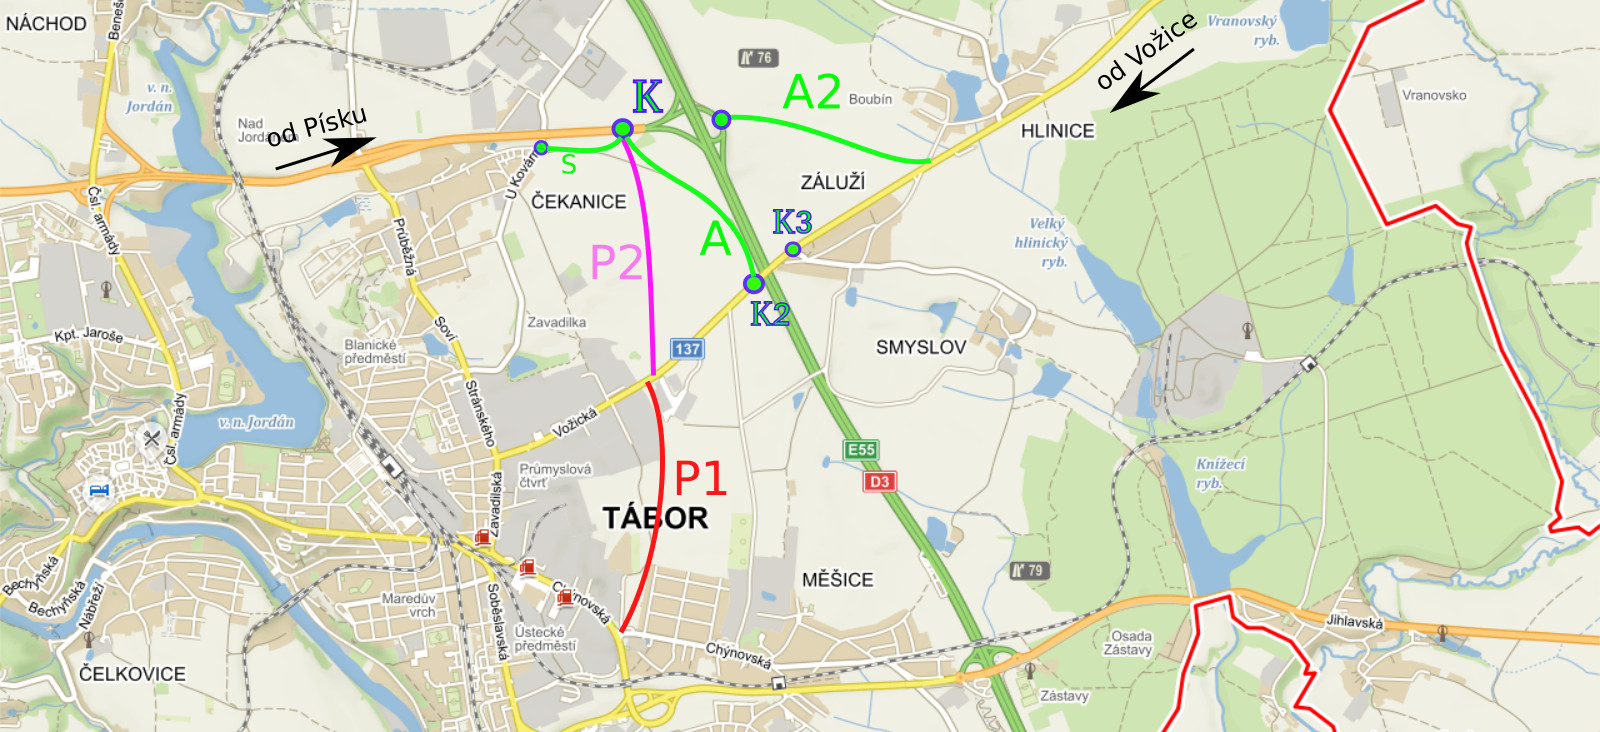 NÁCHOD
Beneše
76
od Vožice
Vranovský
ryb.
v. n.
Jordán
K
A2
Boubín
Vranovsko
Nad
od Písku
HLINICE
S
U Kovár
ČEKANICE
ZÁLUŽÍ
Čsl. armády
Průběžná
P2
A
K3
Velký
hlinický
ryb.
K2
Zavadilka
Kpt. Jaroše
Soví
Blanické
předměstí
137
SMYSLOV
Čsl. armády
v. n. Jordán
Stránského
Vožická
E55
D3
Průmyslová
čtvrť
P1
Knížecí
ryb.
Zavadilská
TÁBOR
Bechyňská
Bechyňská
Nábřeží
Maredův
vrch
Soběslavská
Chýnovská
MĚŠICE
79
Ústecké
předměstí
Chýnovská
Jihlavská
Osada
Zástavy
ČELKOVICE
Zástavy